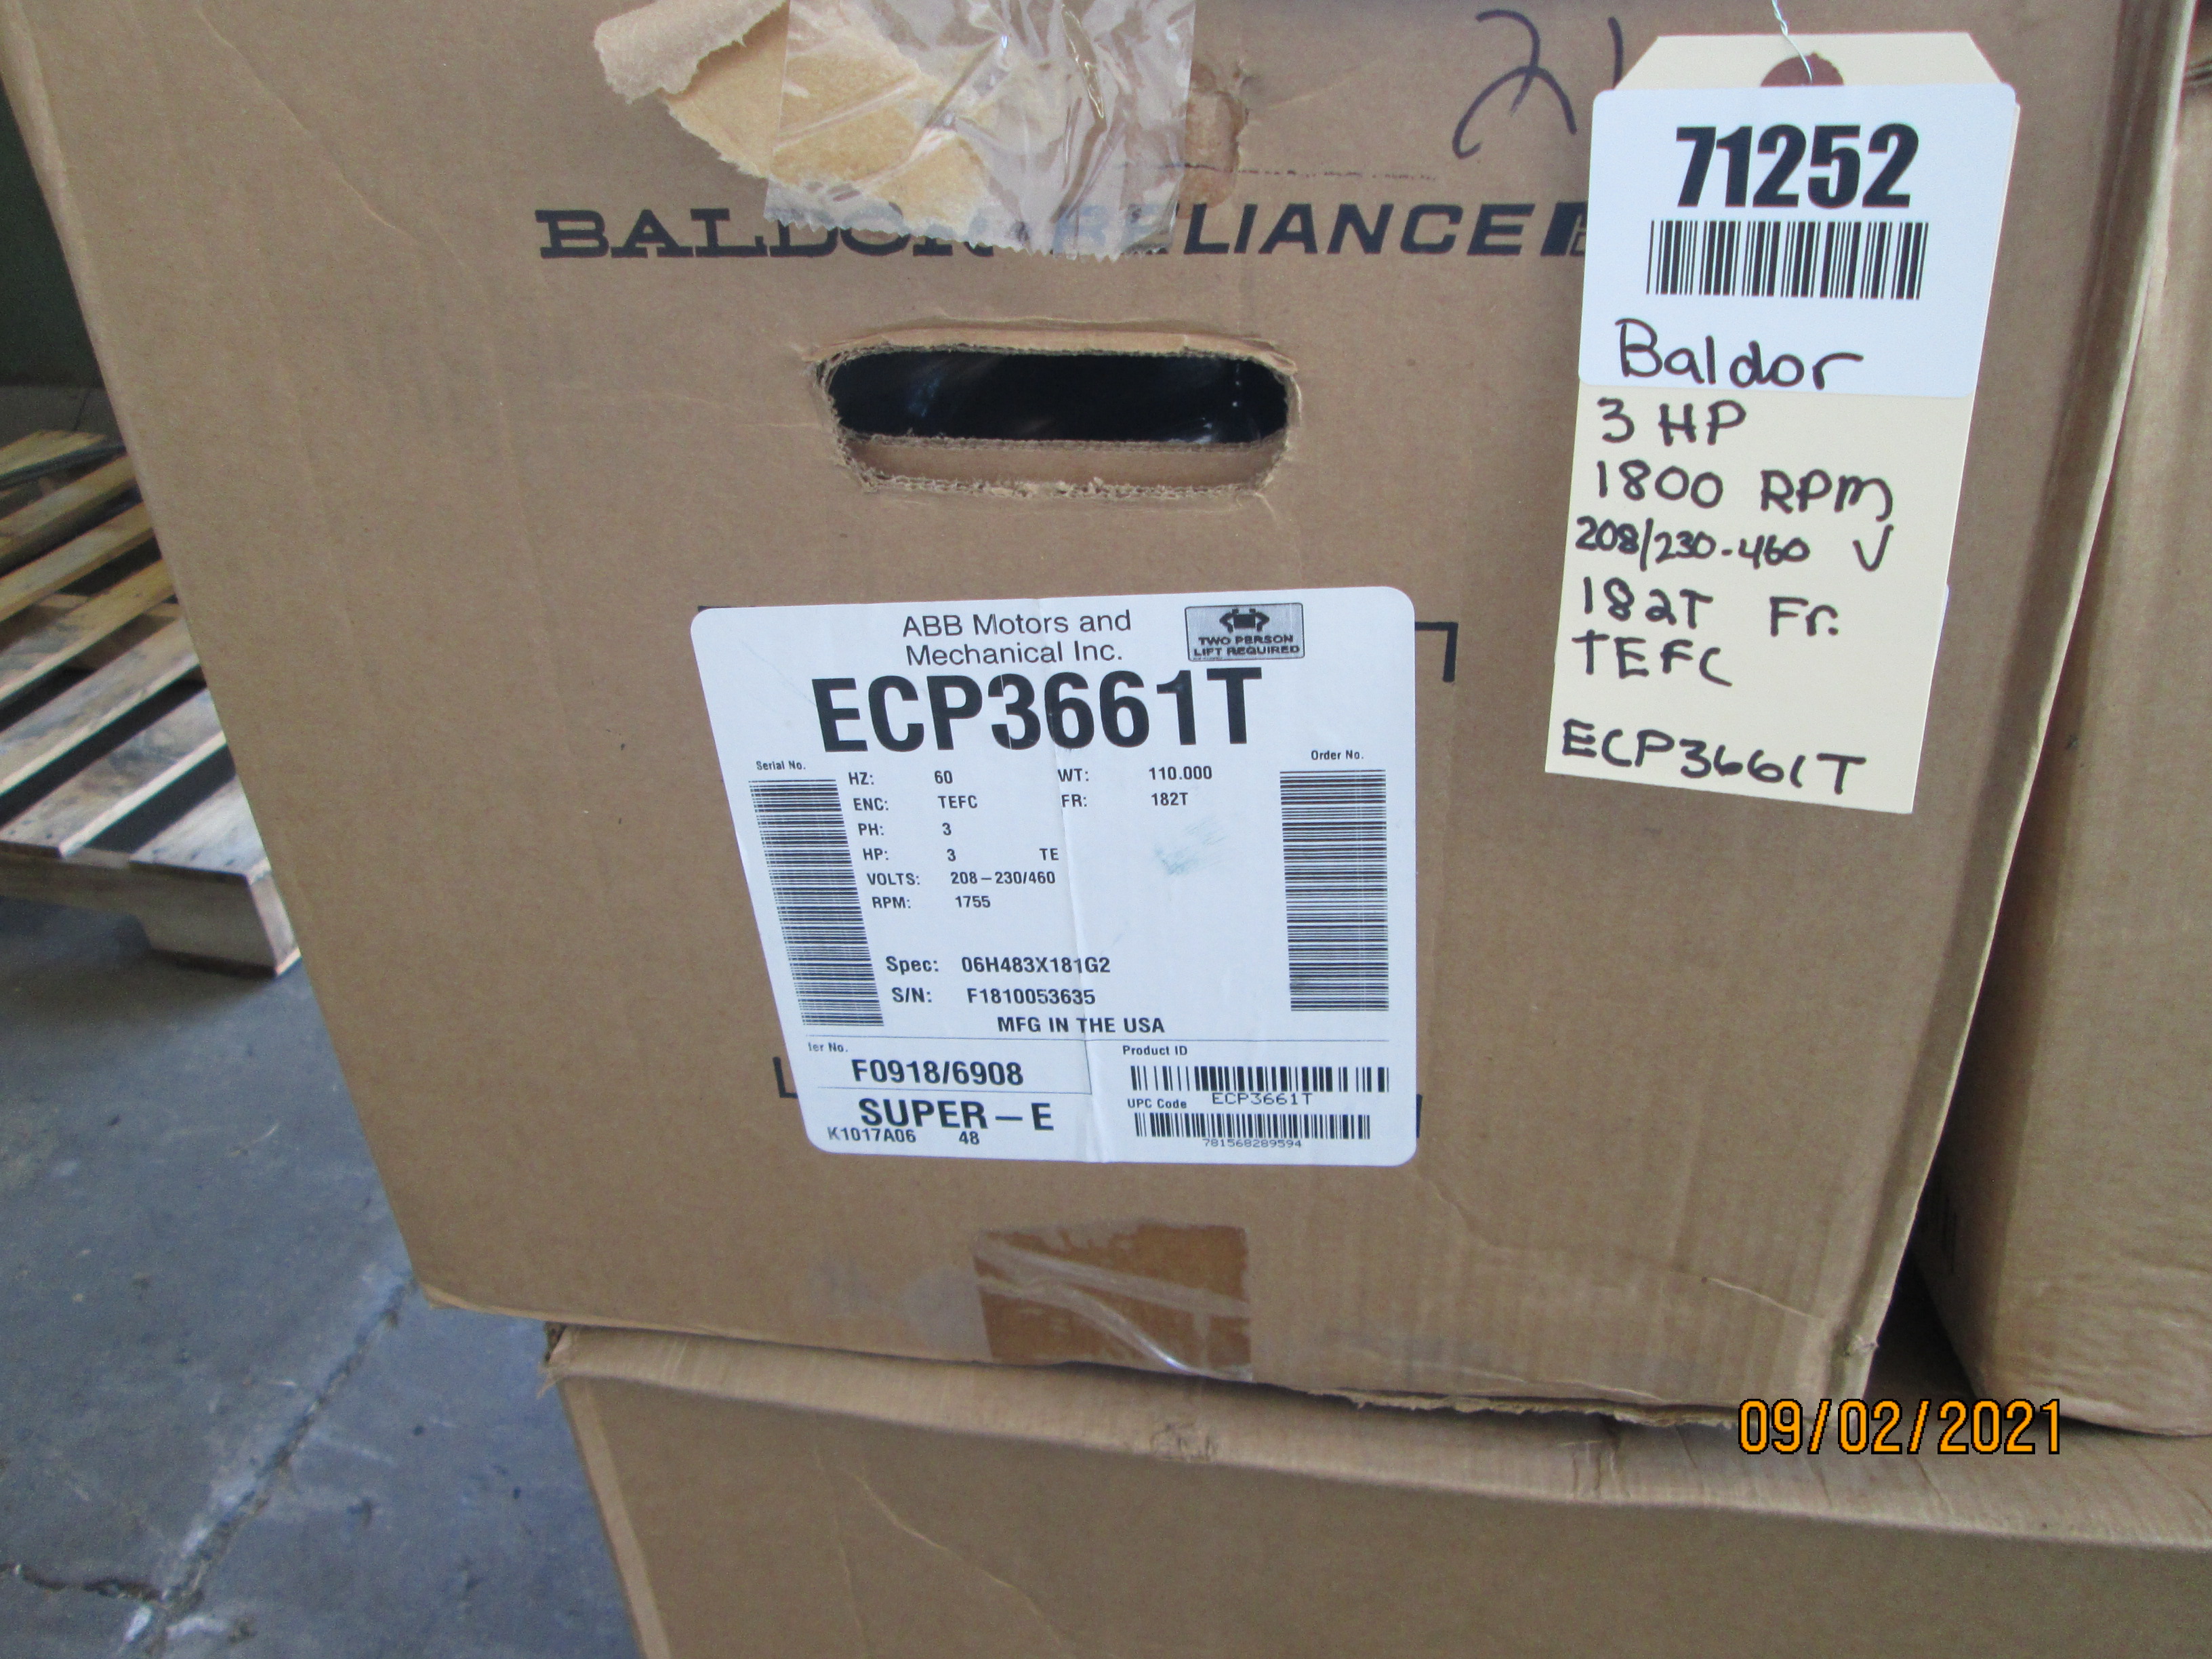 21
71252
BALDOR RELIANCE
Baldor
3 HP
1800 RPM
208/230-460 V
182T Fr.
TEFC
ECP3661T
ABB Motors and
Mechanical Inc.
TWO PERSON
LIFT REQUIRED
ECP3661T
Serial No.
Order No.
HZ: 60 WT: 110.000
ENC: TEFC FR: 182T
PH: 3
HP: 3 TE
VOLTS: 208-230/460
RPM: 1755
Spec: 06H483X181G2
S/N: F1810053635
MFG IN THE USA
ler No.
F0918/6908
Product ID
ECP3661T
SUPER-E
K1017A06 48
UPC Code
781568289594
09/02/2021